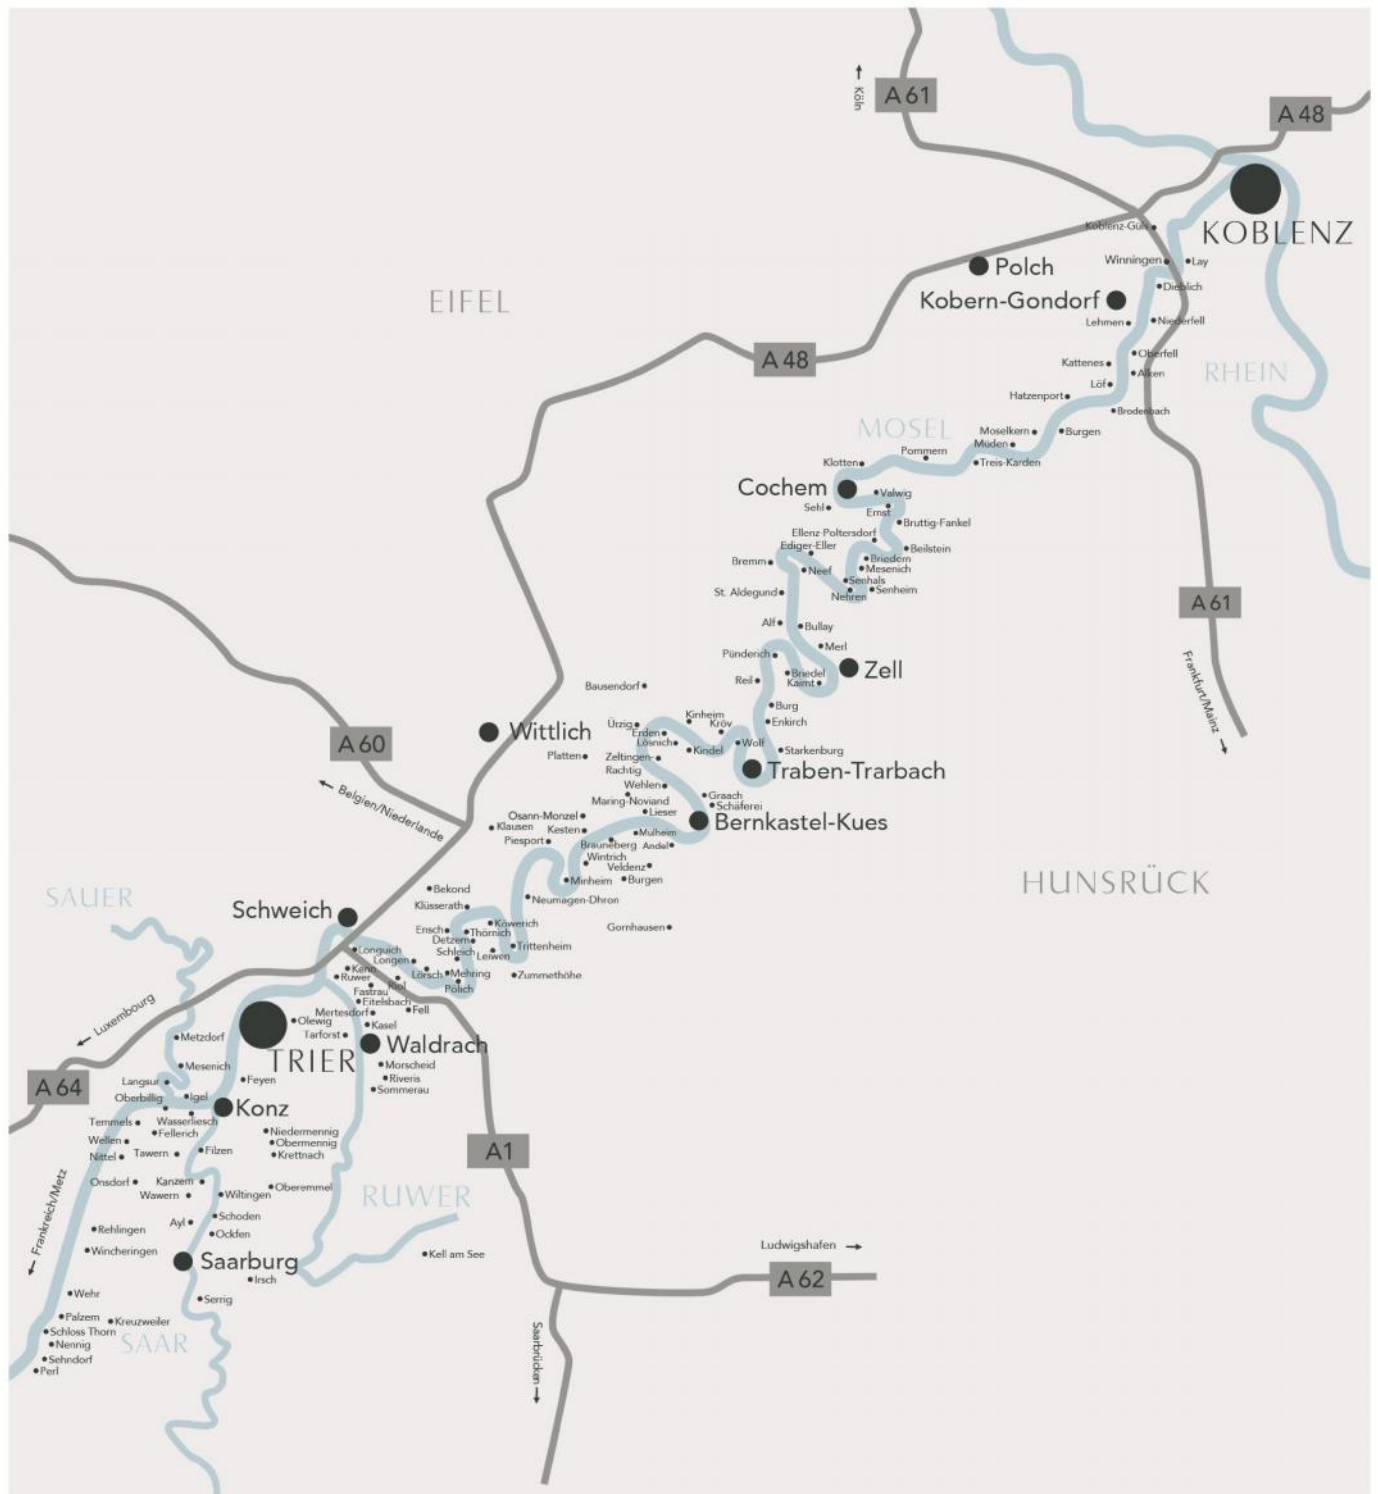 A 61
Köln
A 48
KOBLENZ
Koblenz-Güls
Winningen
Lay
Polch
Dieblich
EIFEL
Kobern-Gondorf
Lehmen
Niederfell
A 48
Oberfell
Kattenes
Alken
RHEIN
Löf
Hatzenport
Brodenbach
MOSEL
Moselkern
Burgen
Müden
Pommern
Klotten
Treis-Karden
Cochem
Valwig
Sehl
Ernst
Bruttig-Fankel
Ellenz-Poltersdorf
Ediger-Eller
Beilstein
Bremm
Briedern
Neef
Mesenich
Senhals
St. Aldegund
Nehren
Senheim
A 61
Alf
Bullay
Merl
Pünderich
Zell
Briedel
Reil
Kaimt
Frankfurt/Mainz
Bausendorf
Burg
Kinheim
Ürzig
Kröv
Enkirch
Wittlich
Erden
Lösnich
Wolf
A 60
Kindel
Starkenburg
Platten
Zeltingen-
Rachtig
Traben-Trarbach
Wehlen
Belgien/Niederlande
Graach
Maring-Noviand
Schäferei
Lieser
Osann-Monzel
Bernkastel-Kues
Klausen
Kesten
Mülheim
Piesport
Brauneberg
Andel
Wintrich
Veldenz
Minheim
Burgen
HUNSRÜCK
SAUER
Bekond
Neumagen-Dhron
Klüsserath
Schweich
Köwerich
Gornhausen
Ensch
Thörnich
Detzem
Trittenheim
Longuich
Schleich
Leiwen
Longen
Kenn
Lörsch
Mehring
Zummethöhe
Ruwer
Riol
Pölich
Fastrau
Eitelsbach
Luxembourg
Mertesdorf
Fell
Olewig
Kasel
Tarforst
Metzdorf
Waldrach
TRIER
Mesenich
Morscheid
Langsur
Feyen
Riveris
A 64
Sommerau
Oberbillig
Igel
Konz
Temmels
Wasserliesch
Fellerich
Niedermennig
Wellen
Obermennig
Nittel
Tawern
Filzen
Krettnach
A1
Onsdorf
Kanzem
Oberemmel
Wawern
Wiltingen
RUWER
Frankreich/Metz
Schoden
Ayl
Rehlingen
Ockfen
Wincheringen
Kell am See
Ludwigshafen
Saarburg
Irsch
A 62
Wehr
Serrig
Palzem
Kreuzweiler
Schloss Thorn
SAAR
Nennig
Saarbrücken
Sehndorf
Perl